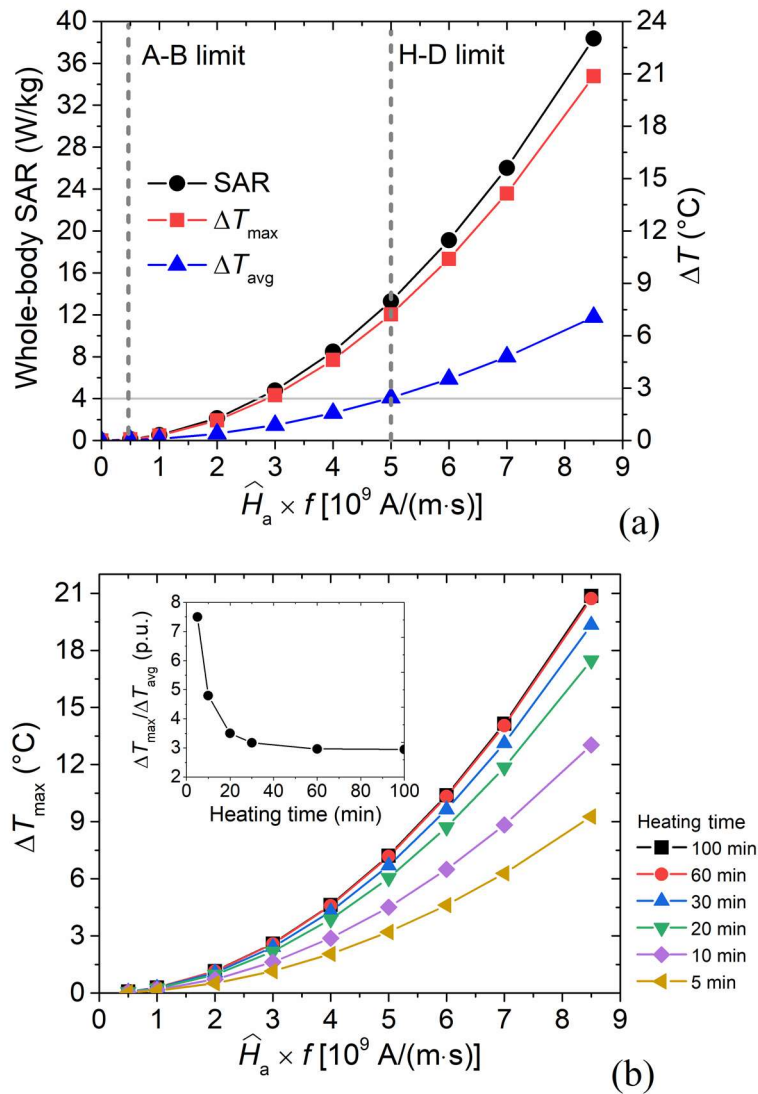 40
36
32
28
24
20
16
12
8
4
0
Whole-body SAR (W/kg)
A-B limit
H-D limit
SAR
ΔTmax
ΔTavg
24
21
18
15
12
9
6
3
0
ΔT (°C)
0 1 2 3 4 5 6 7 8 9
Ĥa × f [10⁹ A/(m·s)]
(a)
21
18
15
12
9
6
3
0
ΔTmax (°C)
8
7
6
5
4
3
2
ΔTmax/ΔTavg (p.u.)
0 20 40 60 80 100
Heating time (min)
Heating time
100 min
60 min
30 min
20 min
10 min
5 min
0 1 2 3 4 5 6 7 8 9
Ĥa × f [10⁹ A/(m·s)]
(b)